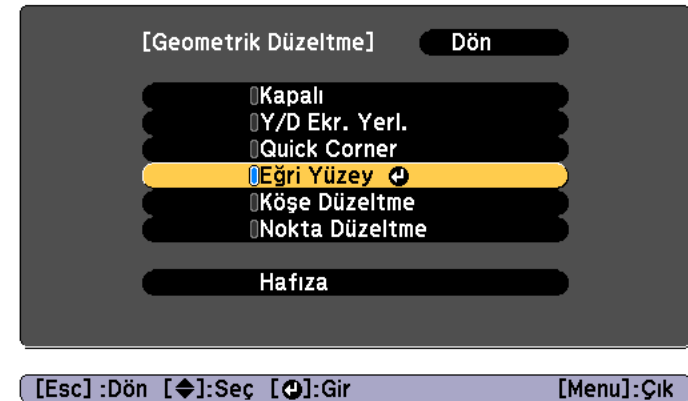 [Geometrik Düzeltme] Dön
Kapalı
Y/D Ekr. Yerl.
Quick Corner
Eğri Yüzey
Köşe Düzeltme
Nokta Düzeltme
Hafıza
[Esc] :Dön [◆]:Seç [↵]:Gir [Menu]:Çık